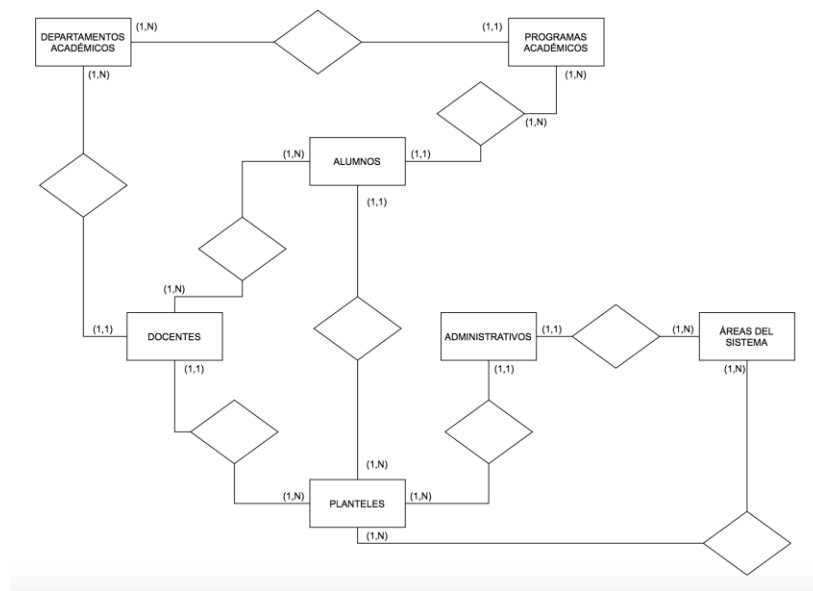 (1,N)
(1,1)
DEPARTAMENTOS
ACADÉMICOS
PROGRAMAS
ACADÉMICOS
(1,N)
(1,N)
(1,N)
(1,N)
ALUMNOS
(1,1)
(1,1)
(1,N)
(1,1)
DOCENTES
(1,1)
ADMINISTRATIVOS
(1,1)
(1,N)
ÁREAS DEL
SISTEMA
(1,1)
(1,N)
(1,N)
(1,N)
PLANTELES
(1,N)
(1,N)